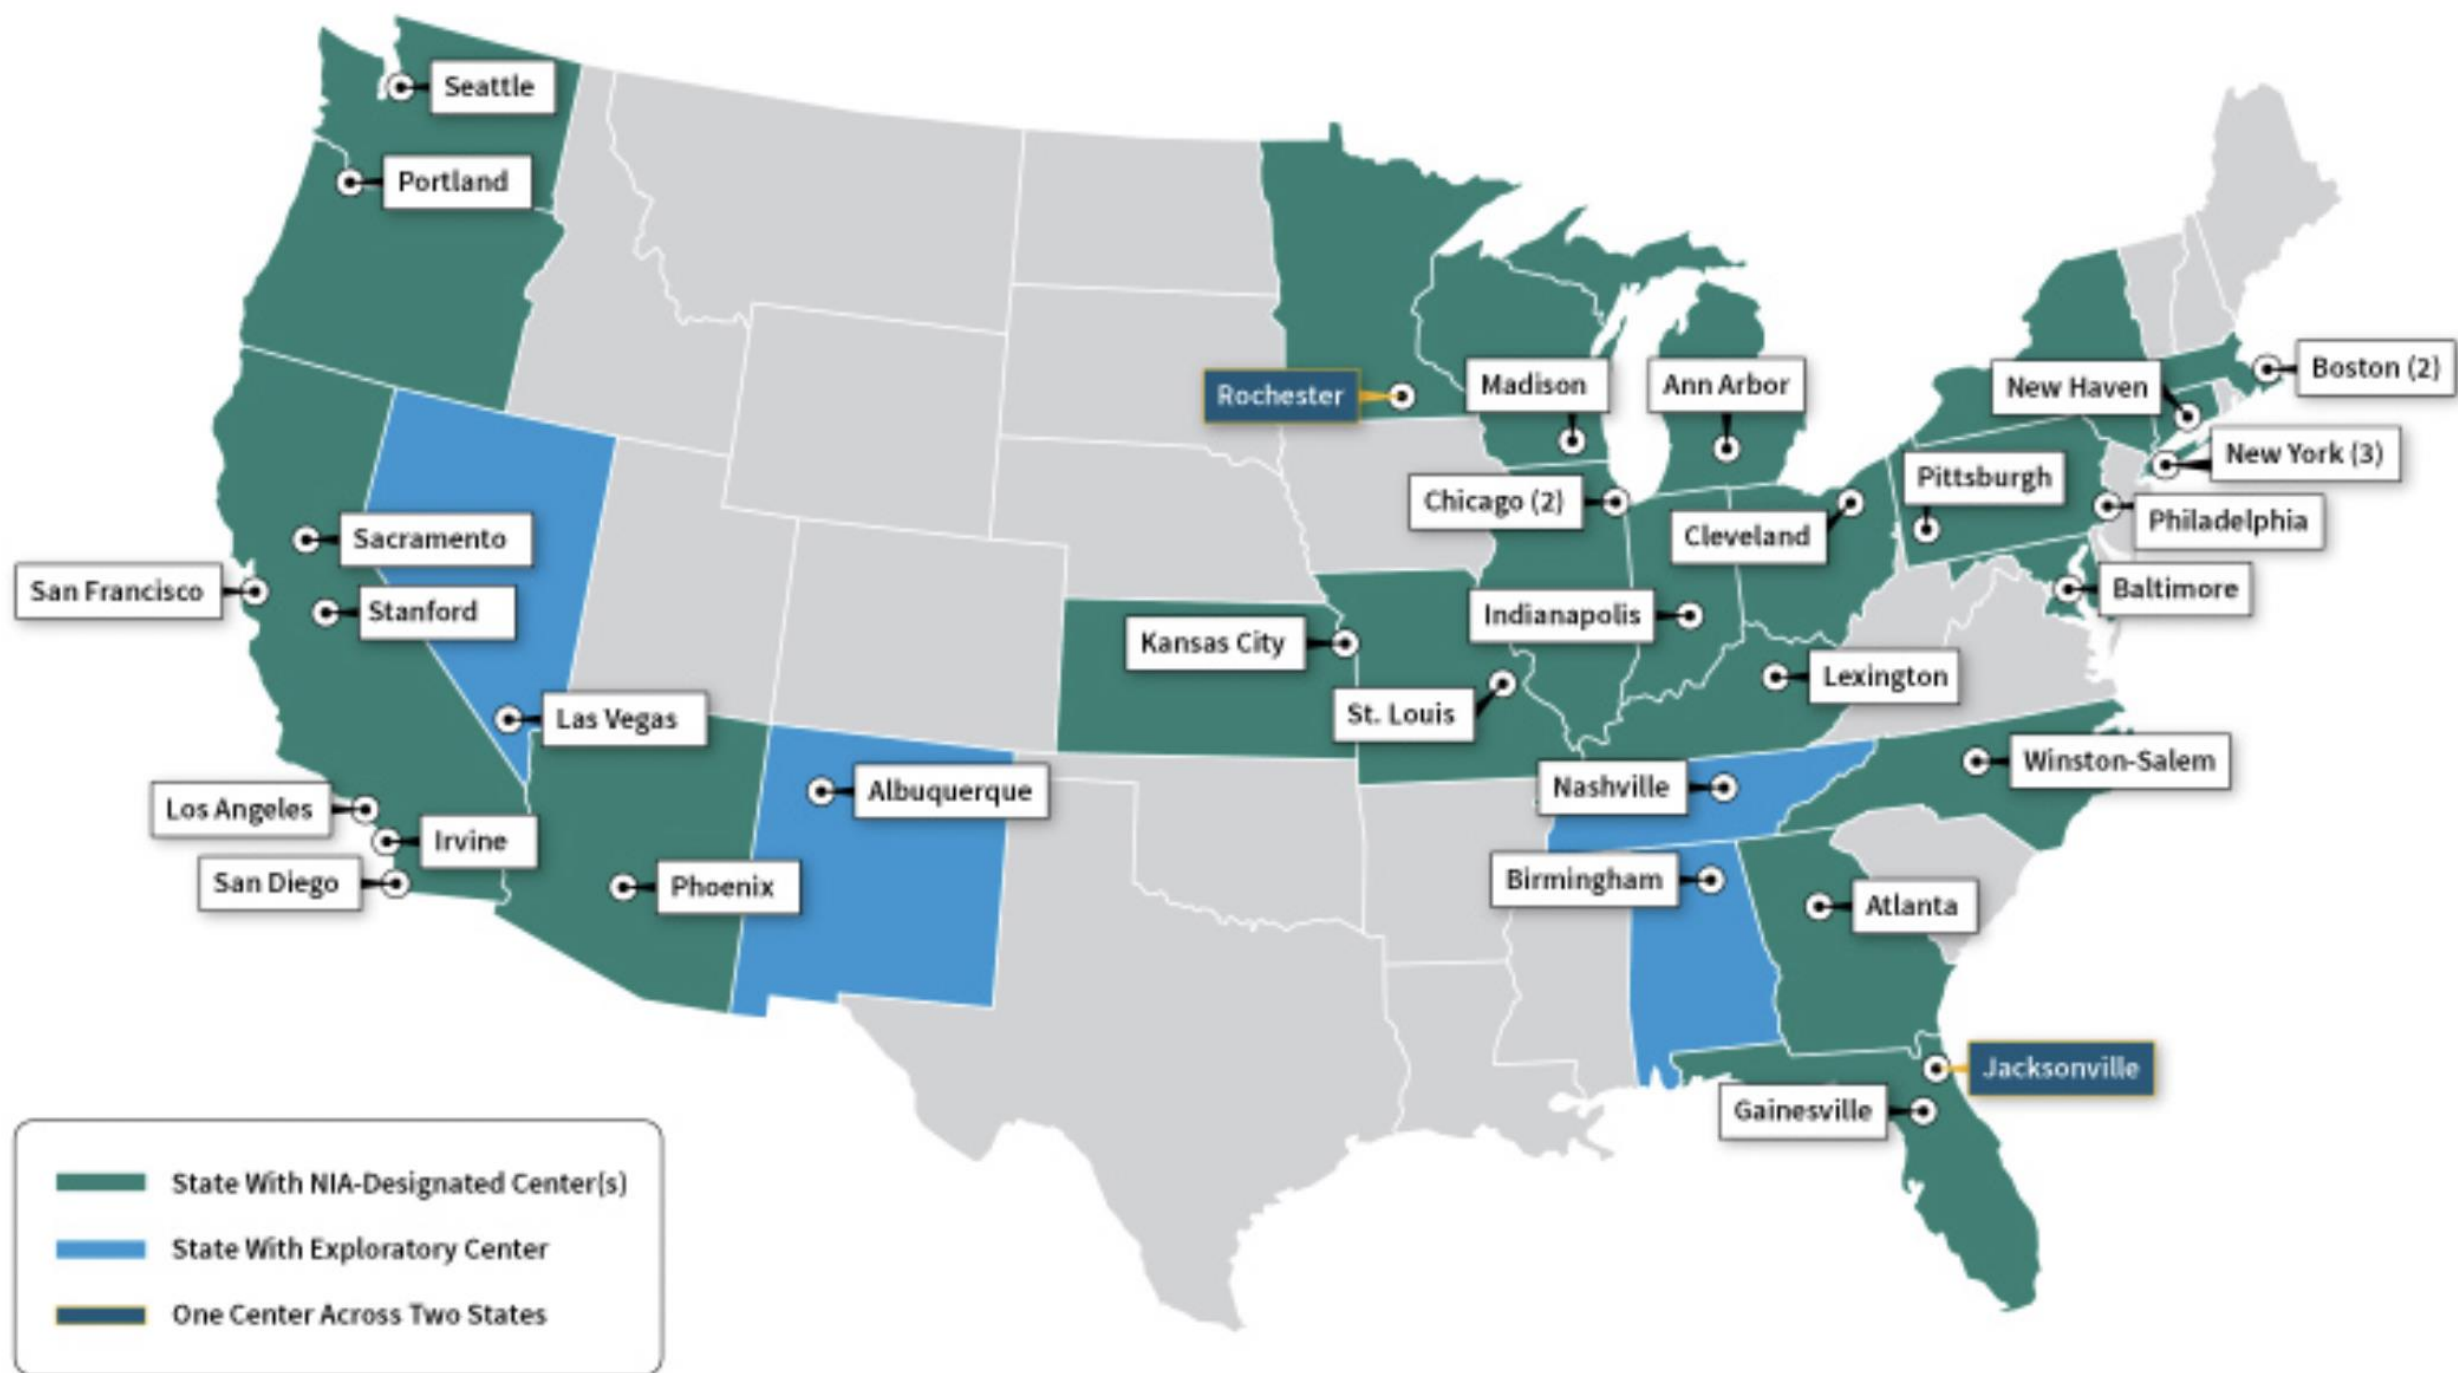 Seattle
Portland
Rochester
Madison
Ann Arbor
New Haven
Boston (2)
New York (3)
Pittsburgh
Chicago (2)
Cleveland
Philadelphia
Sacramento
San Francisco
Stanford
Baltimore
Indianapolis
Kansas City
Lexington
St. Louis
Las Vegas
Winston-Salem
Nashville
Albuquerque
Los Angeles
Irvine
San Diego
Phoenix
Birmingham
Atlanta
Jacksonville
Gainesville
State With NIA-Designated Center(s)
State With Exploratory Center
One Center Across Two States